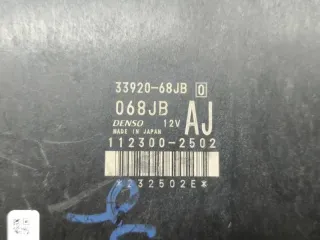 33920-68JB 0
068JB AJ
DENSO 12V
MADE IN JAPAN
112300-2502
*232502E*